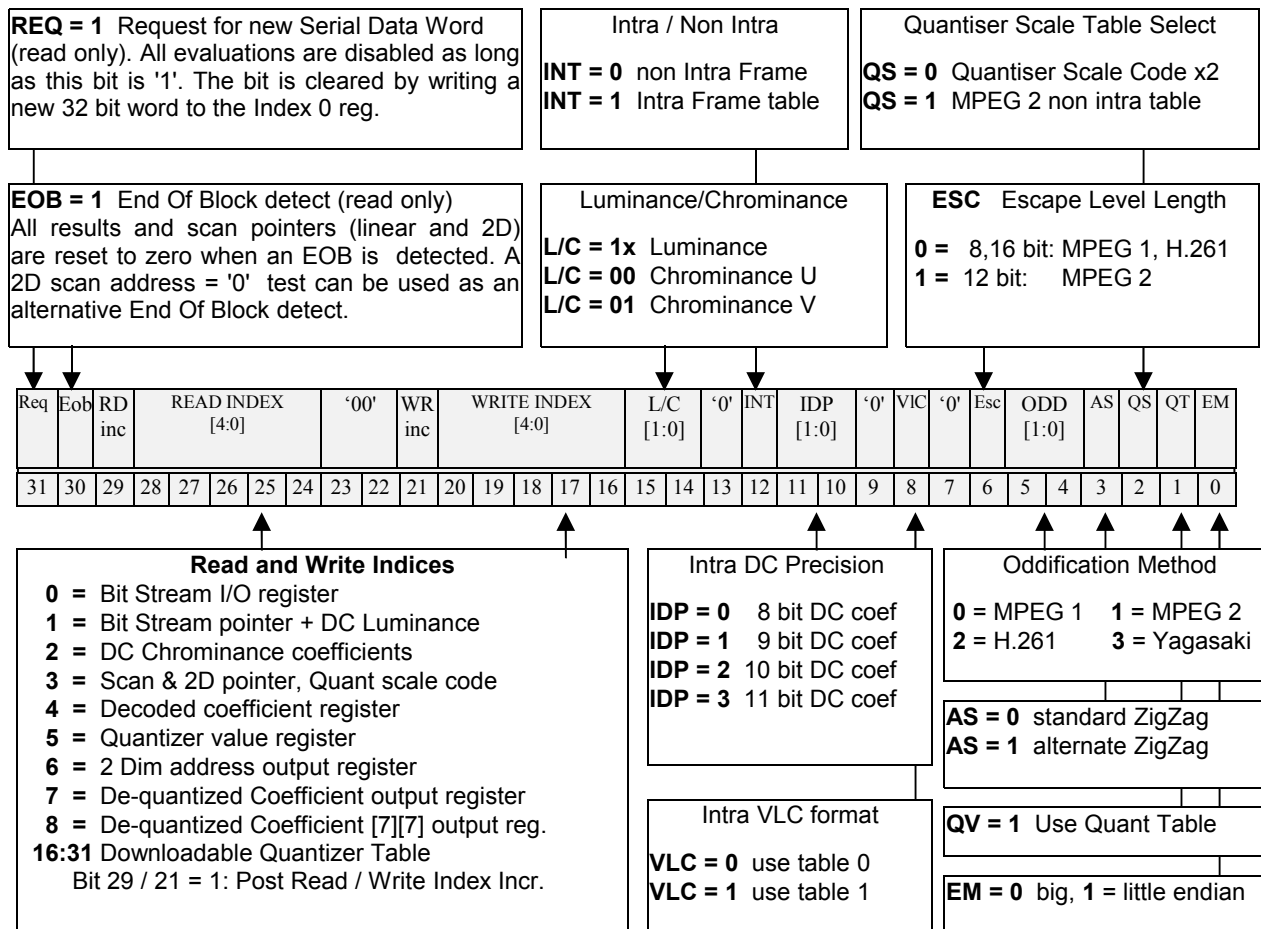 REQ = 1 Request for new Serial Data Word
(read only). All evaluations are disabled as long
as this bit is '1'. The bit is cleared by writing a
new 32 bit word to the Index 0 reg.
Intra / Non Intra
INT = 0 non Intra Frame
INT = 1 Intra Frame table
Quantiser Scale Table Select
QS = 0 Quantiser Scale Code x2
QS = 1 MPEG 2 non intra table
EOB = 1 End Of Block detect (read only)
All results and scan pointers (linear and 2D)
are reset to zero when an EOB is detected. A
2D scan address = '0' test can be used as an
alternative End Of Block detect.
Luminance/Chrominance
L/C = 1x Luminance
L/C = 00 Chrominance U
L/C = 01 Chrominance V
ESC Escape Level Length
0 = 8,16 bit: MPEG 1, H.261
1 = 12 bit: MPEG 2
Req Eob RD READ INDEX ‘00' WR WRITE INDEX L/C ‘0' INT IDP ‘0' VlC ‘0' Esc ODD AS QS QT EM
inc [4:0] inc [4:0] [1:0] [1:0] [1:0]
31 30 29 28 27 26 25 24 23 22 21 20 19 18 17 16 15 14 13 12 11 10 9 8 7 6 5 4 3 2 1 0
Read and Write Indices
0 = Bit Stream I/O register
1 = Bit Stream pointer + DC Luminance
2 = DC Chrominance coefficients
3 = Scan & 2D pointer, Quant scale code
4 = Decoded coefficient register
5 = Quantizer value register
6 = 2 Dim address output register
7 = De-quantized Coefficient output register
8 = De-quantized Coefficient [7][7] output reg.
16:31 Downloadable Quantizer Table
Bit 29 / 21 = 1: Post Read / Write Index Incr.
Intra DC Precision
IDP = 0 8 bit DC coef
IDP = 1 9 bit DC coef
IDP = 2 10 bit DC coef
IDP = 3 11 bit DC coef
Intra VLC format
VLC = 0 use table 0
VLC = 1 use table 1
Oddification Method
0 = MPEG 1 1 = MPEG 2
2 = H.261 3 = Yagasaki
AS = 0 standard ZigZag
AS = 1 alternate ZigZag
QV = 1 Use Quant Table
EM = 0 big, 1 = little endian